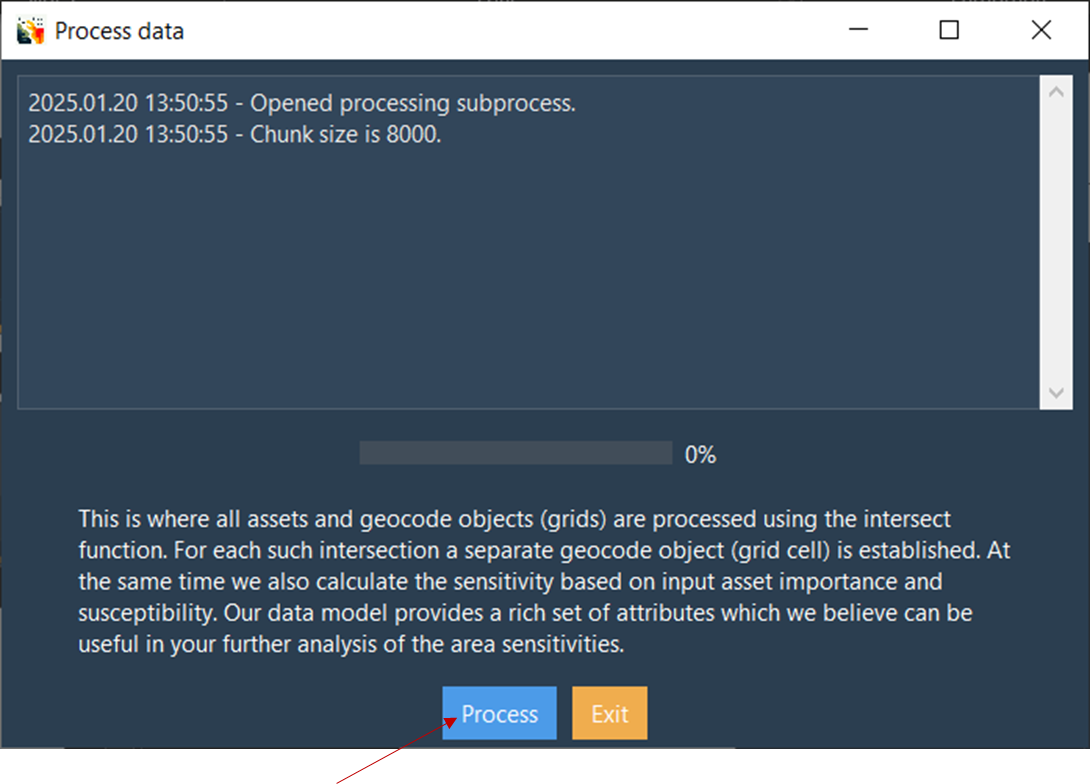 Process data
2025.01.20 13:50:55 - Opened processing subprocess.
2025.01.20 13:50:55 - Chunk size is 8000.
0%
This is where all assets and geocode objects (grids) are processed using the intersect
function. For each such intersection a separate geocode object (grid cell) is established. At
the same time we also calculate the sensitivity based on input asset importance and
susceptibility. Our data model provides a rich set of attributes which we believe can be
useful in your further analysis of the area sensitivities.
Process
Exit